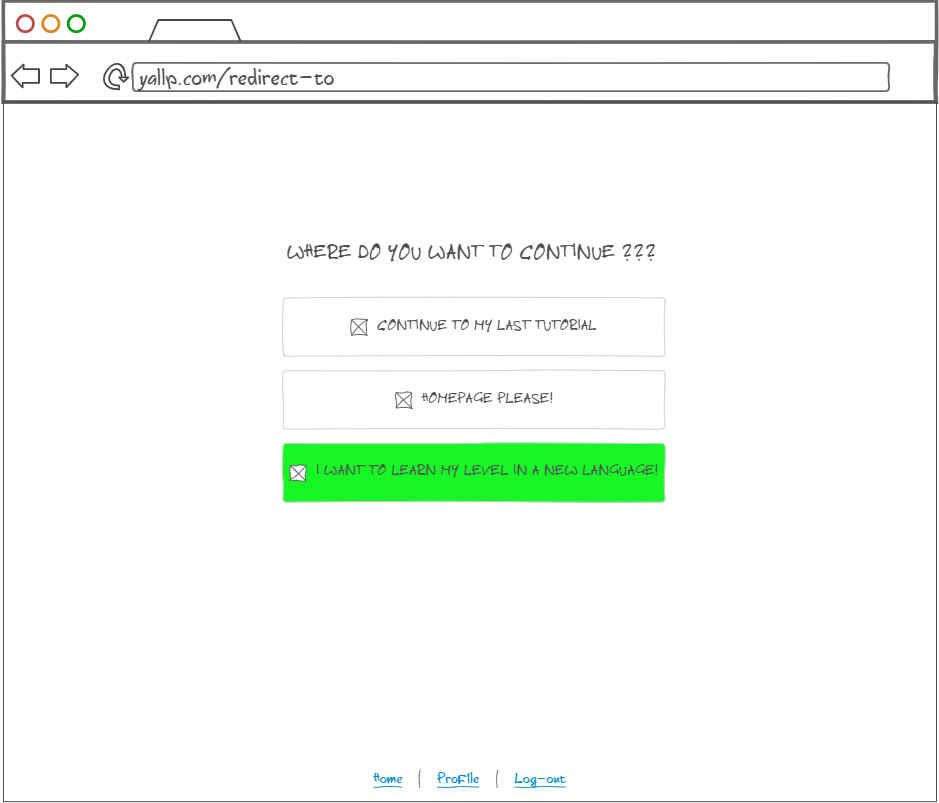 yallp.com/redirect-to
WHERE DO YOU WANT TO CONTINUE ???
CONTINUE TO MY LAST TUTORIAL
HOMEPAGE PLEASE!
I WANT TO LEARN MY LEVEL IN A NEW LANGUAGE!
Home | Profile | Log-out